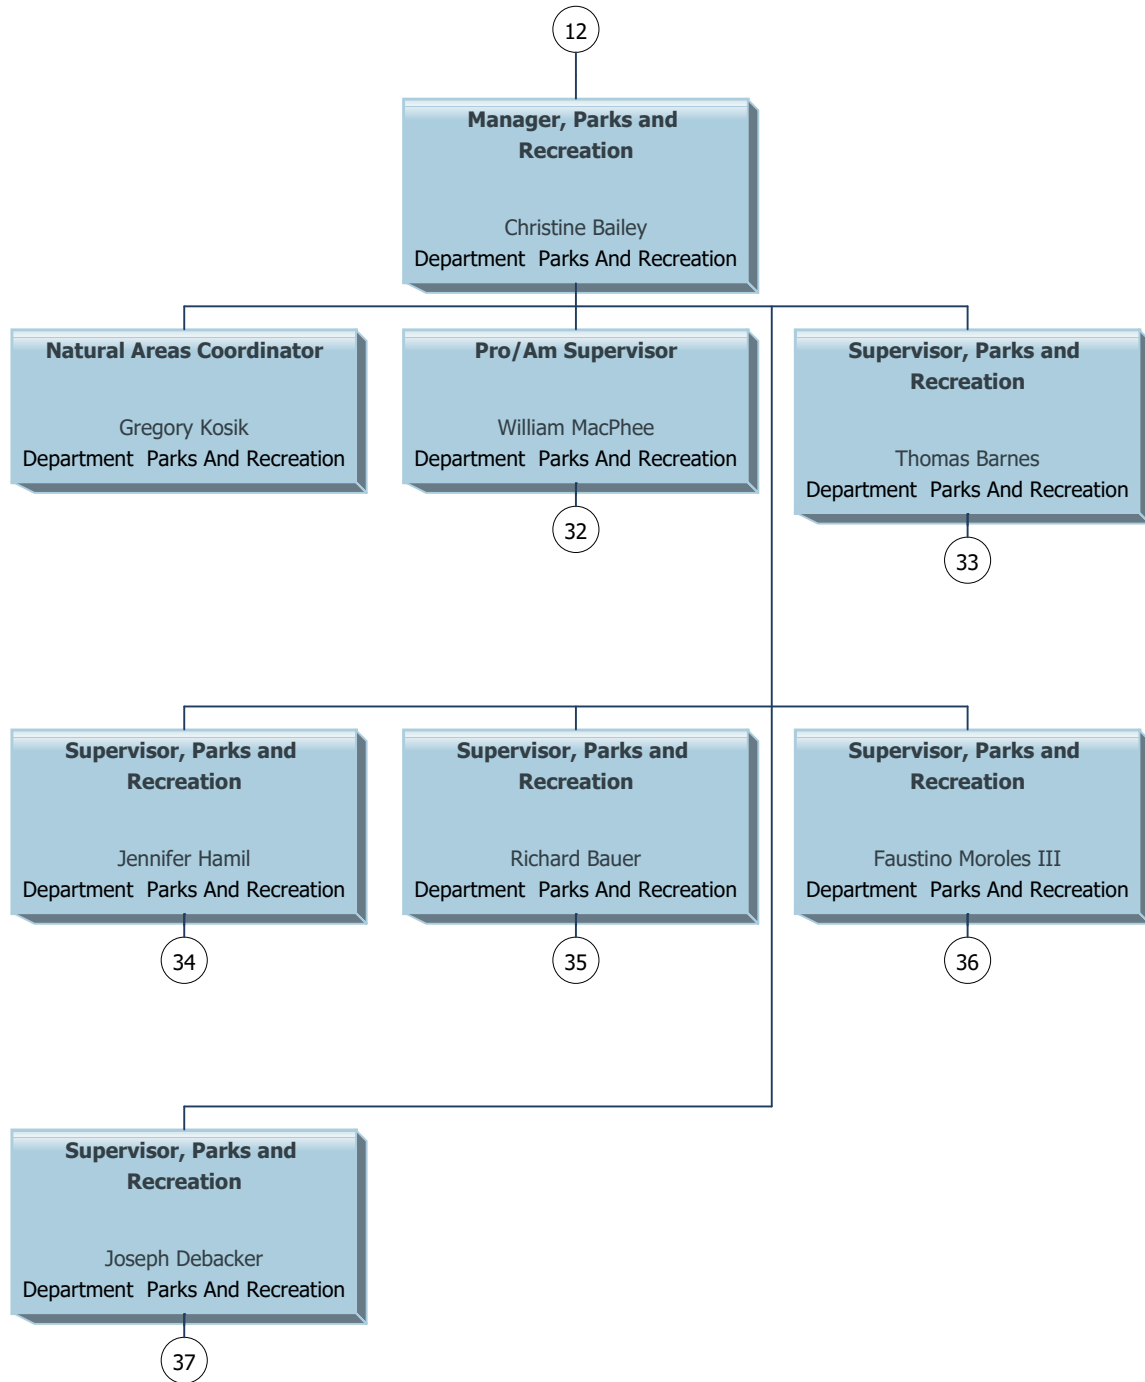 12
Manager, Parks and
Recreation
Christine Bailey
Department Parks And Recreation
Natural Areas Coordinator
Gregory Kosik
Department Parks And Recreation
Pro/Am Supervisor
William MacPhee
Department Parks And Recreation
32
Supervisor, Parks and
Recreation
Thomas Barnes
Department Parks And Recreation
33
Supervisor, Parks and
Recreation
Jennifer Hamil
Department Parks And Recreation
34
Supervisor, Parks and
Recreation
Richard Bauer
Department Parks And Recreation
35
Supervisor, Parks and
Recreation
Faustino Moroles III
Department Parks And Recreation
36
Supervisor, Parks and
Recreation
Joseph Debacker
Department Parks And Recreation
37